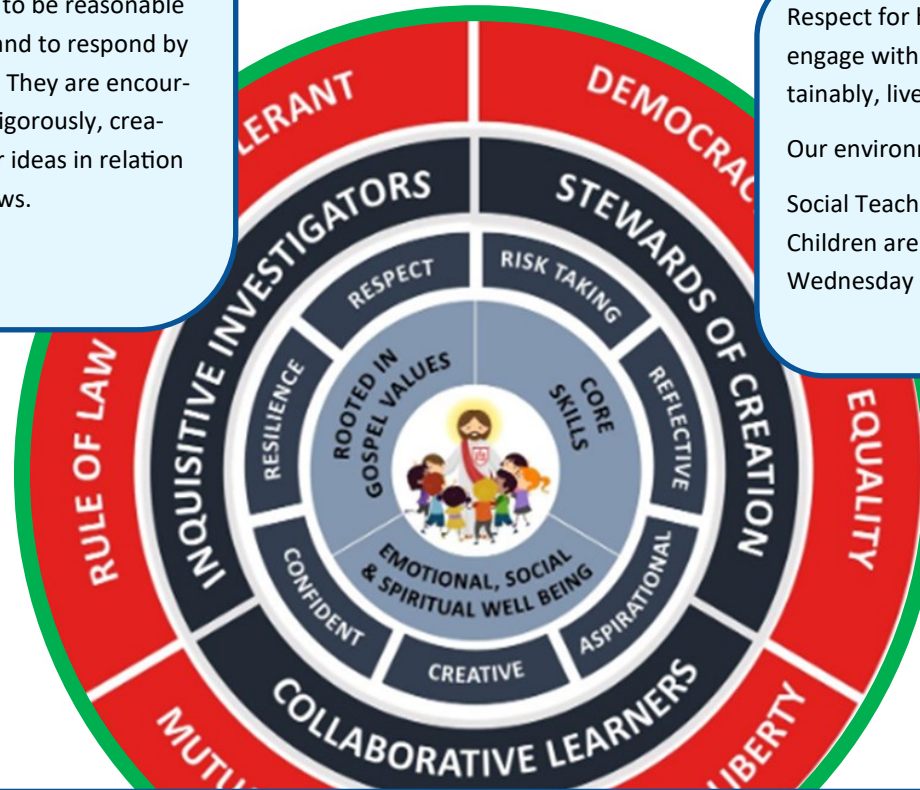 to be reasonable
and to respond by
They are encour-
igorously, crea-
r ideas in relation
ws.
Respect for
engage with
tainably, live
Our environ
Social Teach
Children are
Wednesday
LERANT
DEMOCRAC
RULE OF LAW
EQUALITY
MUTU
LIBERTY
INQUISITIVE INVESTIGATORS
STEWARDS OF CREATION
COLLABORATIVE LEARNERS
RESPECT
RISK TAKING
RESILIENCE
REFLECTIVE
CONFIDENT
ASPIRATIONAL
CREATIVE
ROOTED IN
GOSPEL VALUES
CORE
SKILLS
EMOTIONAL, SOCIAL
& SPIRITUAL WELL BEING